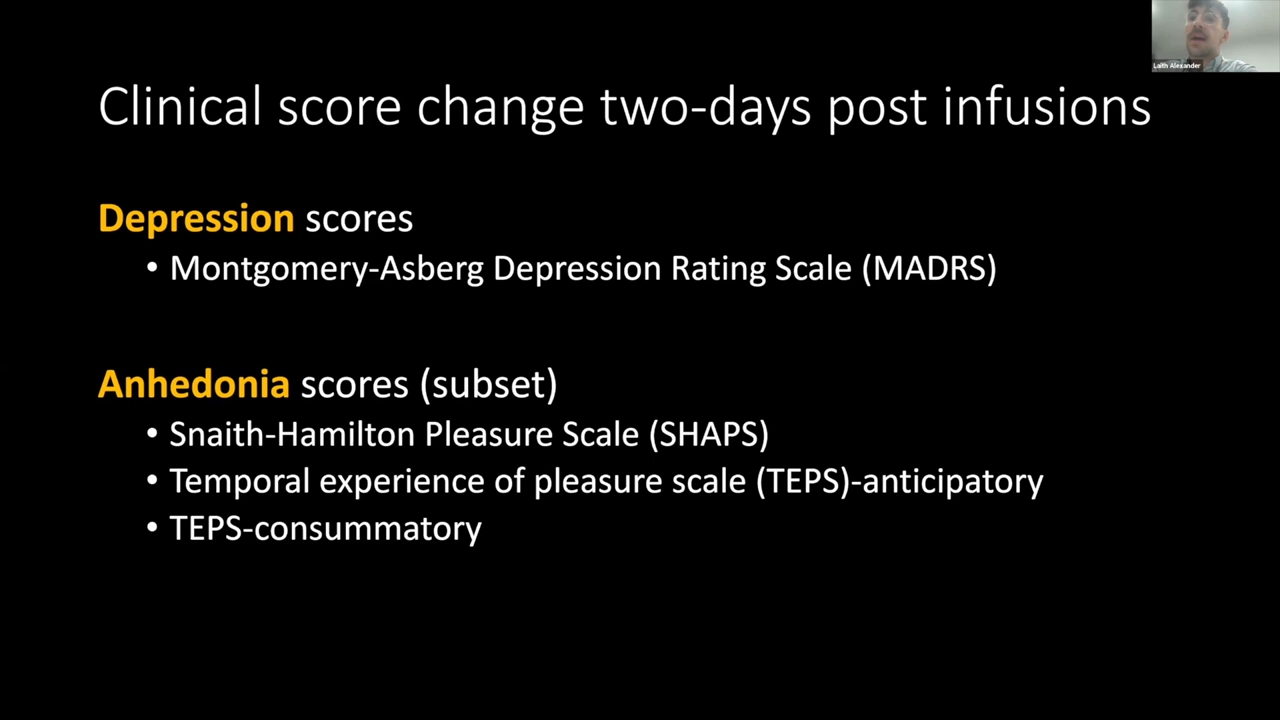 Laith Alexander
Clinical score change two-days post infusions
Depression scores
• Montgomery-Asberg Depression Rating Scale (MADRS)
Anhedonia scores (subset)
• Snaith-Hamilton Pleasure Scale (SHAPS)
• Temporal experience of pleasure scale (TEPS)-anticipatory
• TEPS-consummatory